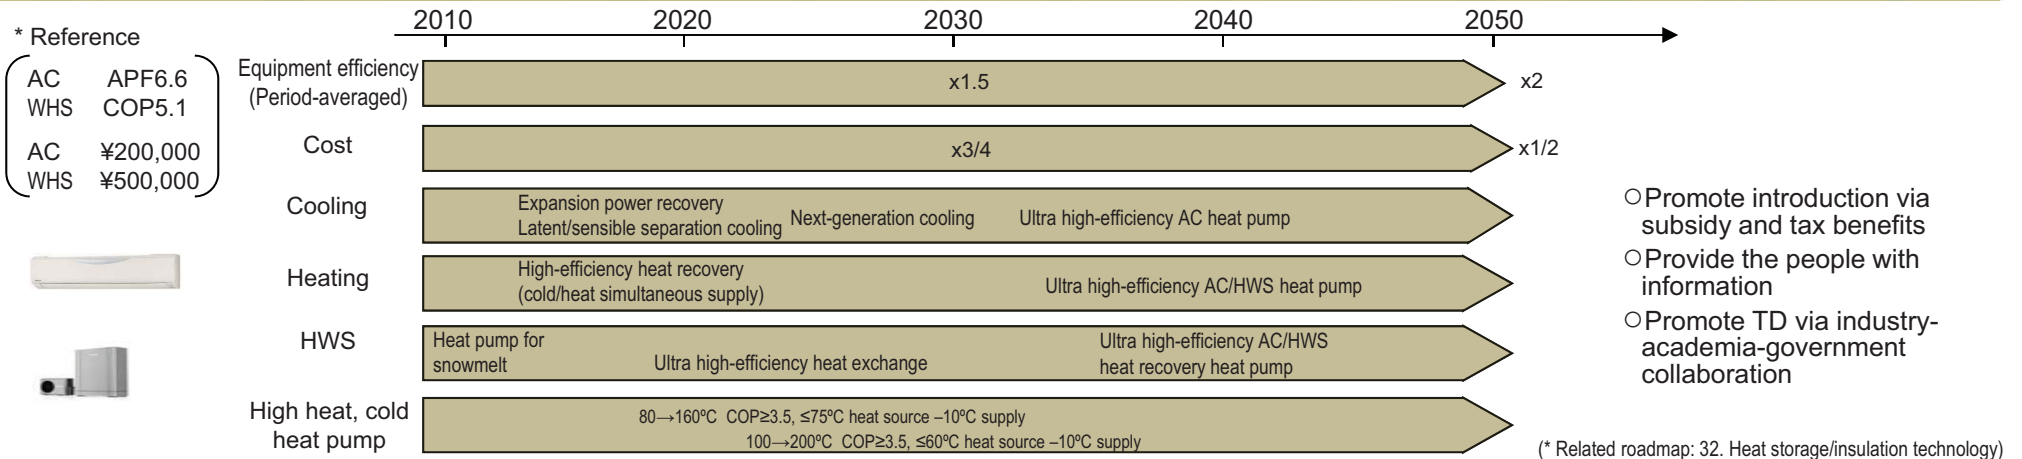 2010 2020 2030 2040 2050
* Reference
AC APF6.6
WHS COP5.1
AC ¥200,000
WHS ¥500,000
Equipment efficiency
(Period-averaged)
x1.5
x2
Cost
x3/4
x1/2
Cooling
Expansion power recovery
Latent/sensible separation cooling
Next-generation cooling
Ultra high-efficiency AC heat pump
Heating
High-efficiency heat recovery
(cold/heat simultaneous supply)
Ultra high-efficiency AC/HWS heat pump
HWS
Heat pump for
snowmelt
Ultra high-efficiency heat exchange
Ultra high-efficiency AC/HWS
heat recovery heat pump
High heat, cold
heat pump
80→160ºC COP≥3.5, ≤75ºC heat source –10ºC supply
100→200ºC COP≥3.5, ≤60ºC heat source –10ºC supply
○Promote introduction via
subsidy and tax benefits
○Provide the people with
information
○Promote TD via industry-
academia-government
collaboration
(* Related roadmap: 32. Heat storage/insulation technology)